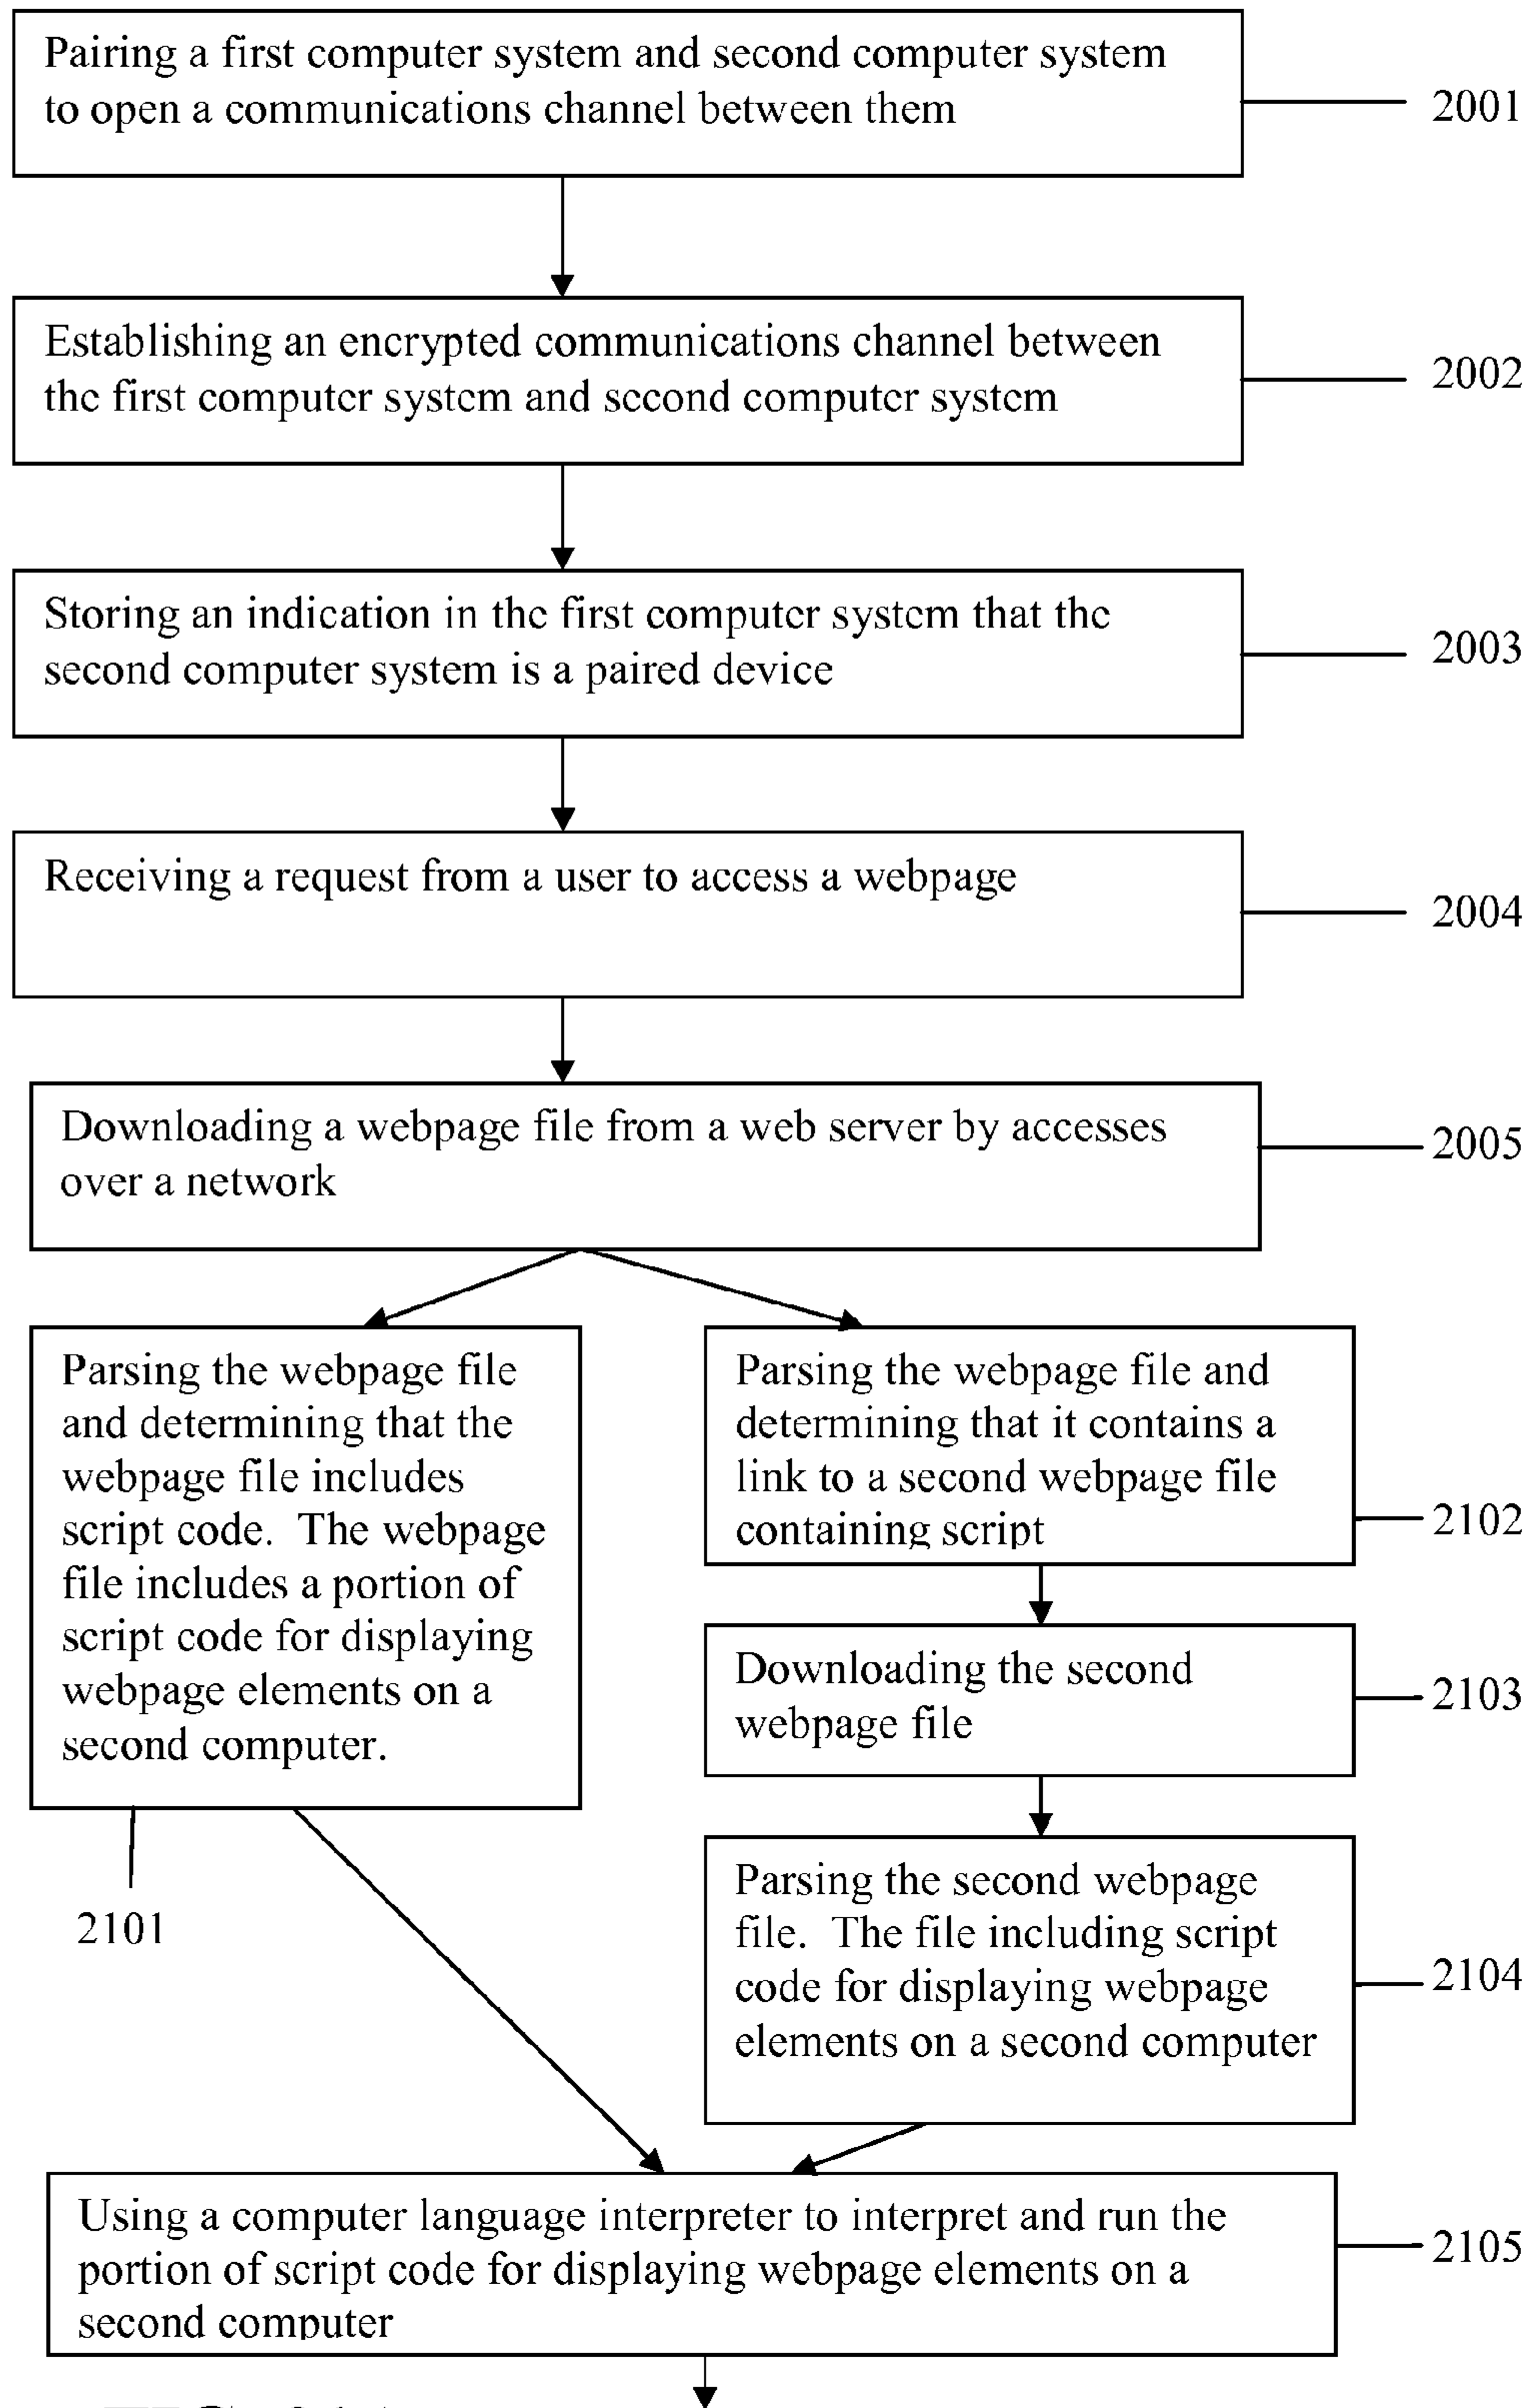 Pairing a first computer system and second computer system
to open a communications channel between them
2001
Establishing an encrypted communications channel between
the first computer system and second computer system
2002
Storing an indication in the first computer system that the
second computer system is a paired device
2003
Receiving a request from a user to access a webpage
2004
Downloading a webpage file from a web server by accesses
over a network
2005
Parsing the webpage file
and determining that the
webpage file includes
script code. The webpage
file includes a portion of
script code for displaying
webpage elements on a
second computer.
2101
Parsing the webpage file and
determining that it contains a
link to a second webpage file
containing script
2102
Downloading the second
webpage file
2103
Parsing the second webpage
file. The file including script
code for displaying webpage
elements on a second computer
2104
Using a computer language interpreter to interpret and run the
portion of script code for displaying webpage elements on a
second computer
2105